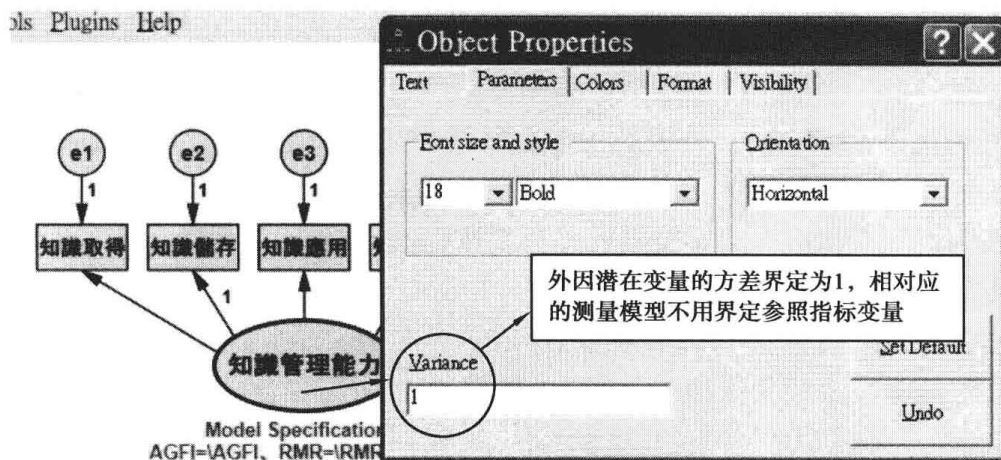 ols Plugins Help
Object Properties
Text Parameters Colors Format Visibility
Font size and style
Orientation
18 Bold
Horizontal
e1 e2 e3
1 1 1
知識取得 知識儲存 知識應用
1
外因潜在变量的方差界定为1，相对应
的测量模型不用界定参照指标变量
知識管理能力
Variance
1
Set Default
Undo
Model Specification
AGFI=\AGFI、RMR=\RMR